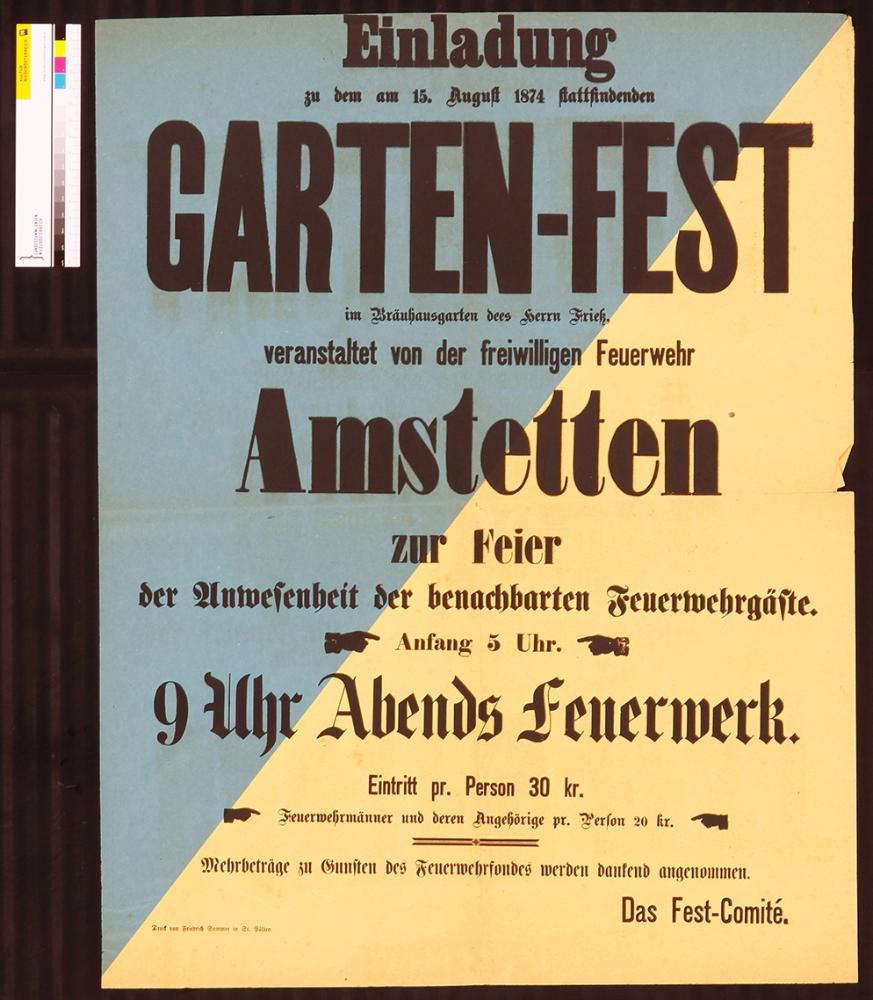 Einladung
zu dem am 15. August 1874 stattfindenden
GARTEN-FEST
im Bräuhausgarten dees Herrn Frieß,
veranstaltet von der freiwilligen Feuerwehr
Amstetten
zur Feier
der Anwesenheit der benachbarten Feuerwehrgäste.
Anfang 5 Uhr.
9 Uhr Abends Feuerwerk.
Eintritt pr. Person 30 kr.
Feuerwehrmänner und deren Angehörige pr. Person 20 kr.
Mehrbeträge zu Gunsten des Feuerwehrfondes werden dankend angenommen.
Das Fest-Comité.
Druck von Friedrich Sommer in St. Pölten.